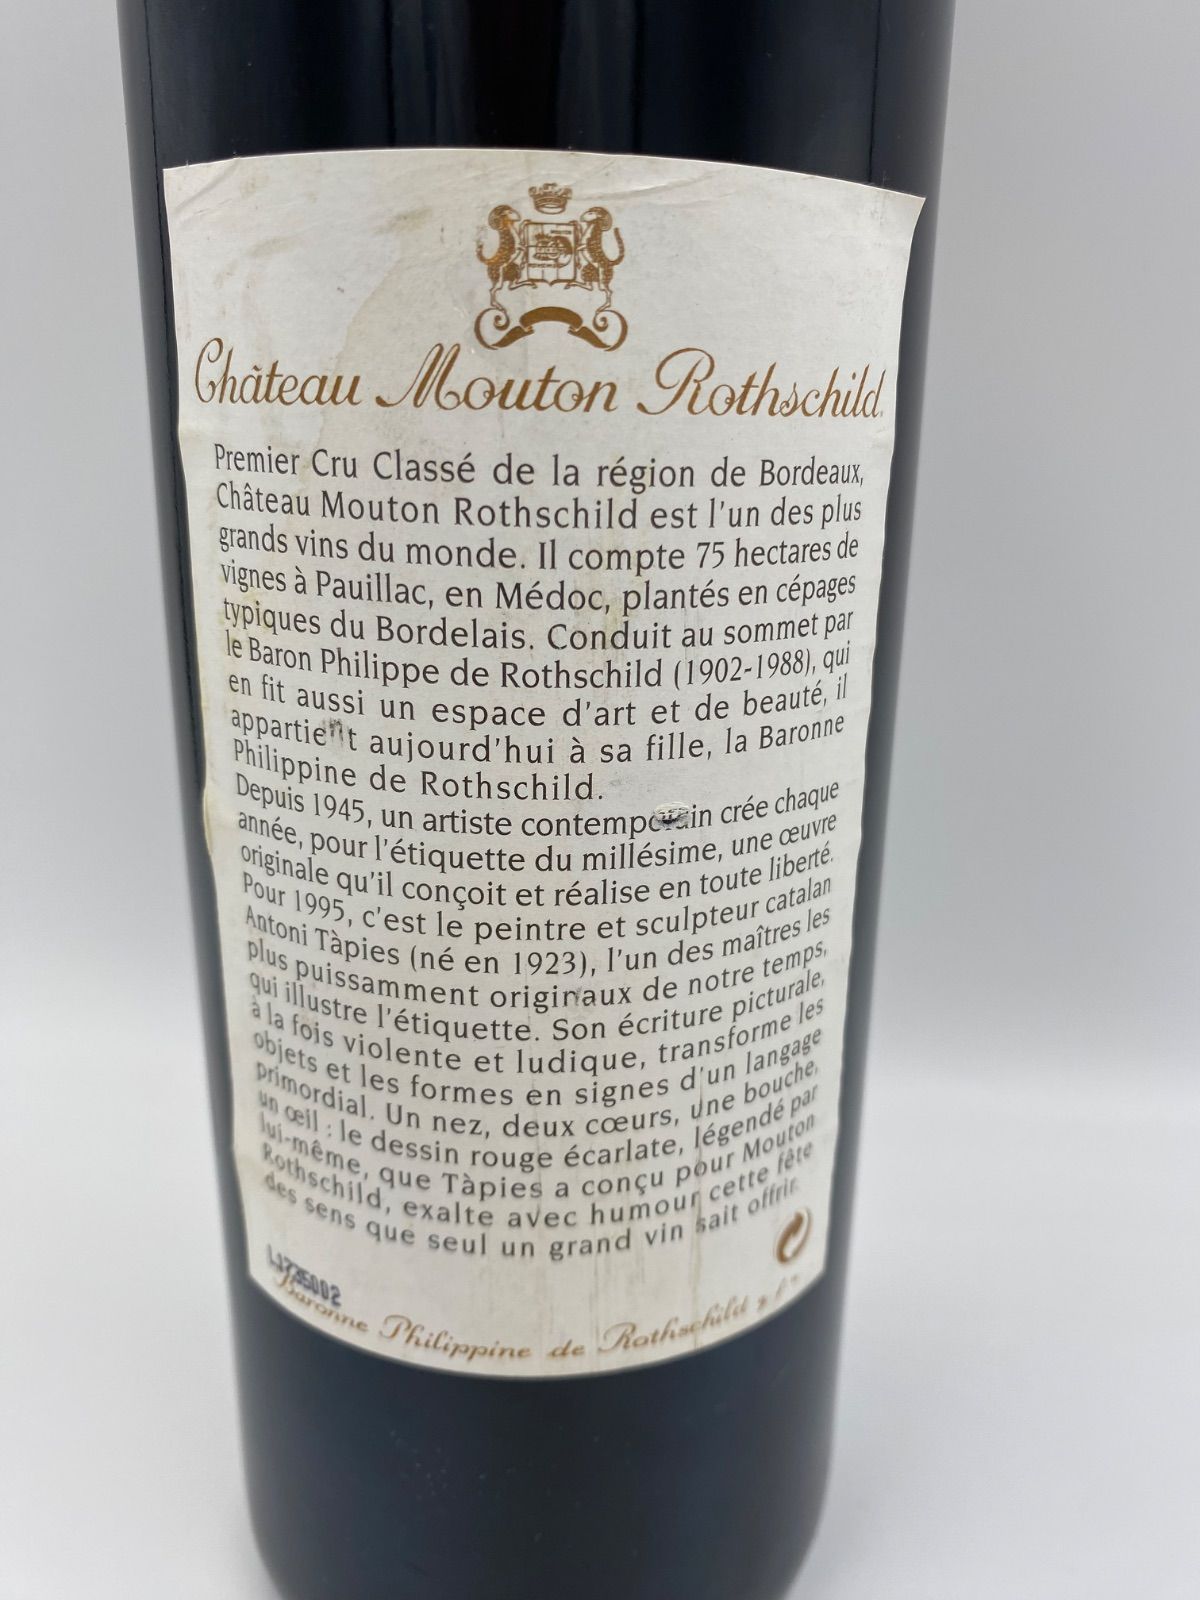 Château Mouton Rothschild
Premier Cru Classé de la région de Bordeaux,
Château Mouton Rothschild est l'un des plus
grands vins du monde. Il compte 75 hectares de
vignes à Pauillac, en Médoc, plantés en cépages
typiques du Bordelais. Conduit au sommet par
le Baron Philippe de Rothschild (1902-1988), qui
en fit aussi un espace d'art et de beauté, il
appartient aujourd'hui à sa fille, la Baronne
Philippine de Rothschild.
Depuis 1945, un artiste contemporain crée chaque
année, pour l'étiquette du millésime, une œuvre
originale qu'il conçoit et réalise en toute liberté.
Pour 1995, c'est le peintre et sculpteur catalan
Antoni Tàpies (né en 1923), l'un des maîtres les
plus puissamment originaux de notre temps,
qui illustre l'étiquette. Son écriture picturale,
à la fois violente et ludique, transforme les
objets et les formes en signes d'un langage
primordial. Un nez, deux cœurs, une bouche,
un œil : le dessin rouge écarlate, légendé par
lui-même, que Tàpies a conçu pour Mouton
Rothschild, exalte avec humour cette fête
des sens que seul un grand vin sait offrir.
Baronne Philippine de Rothschild